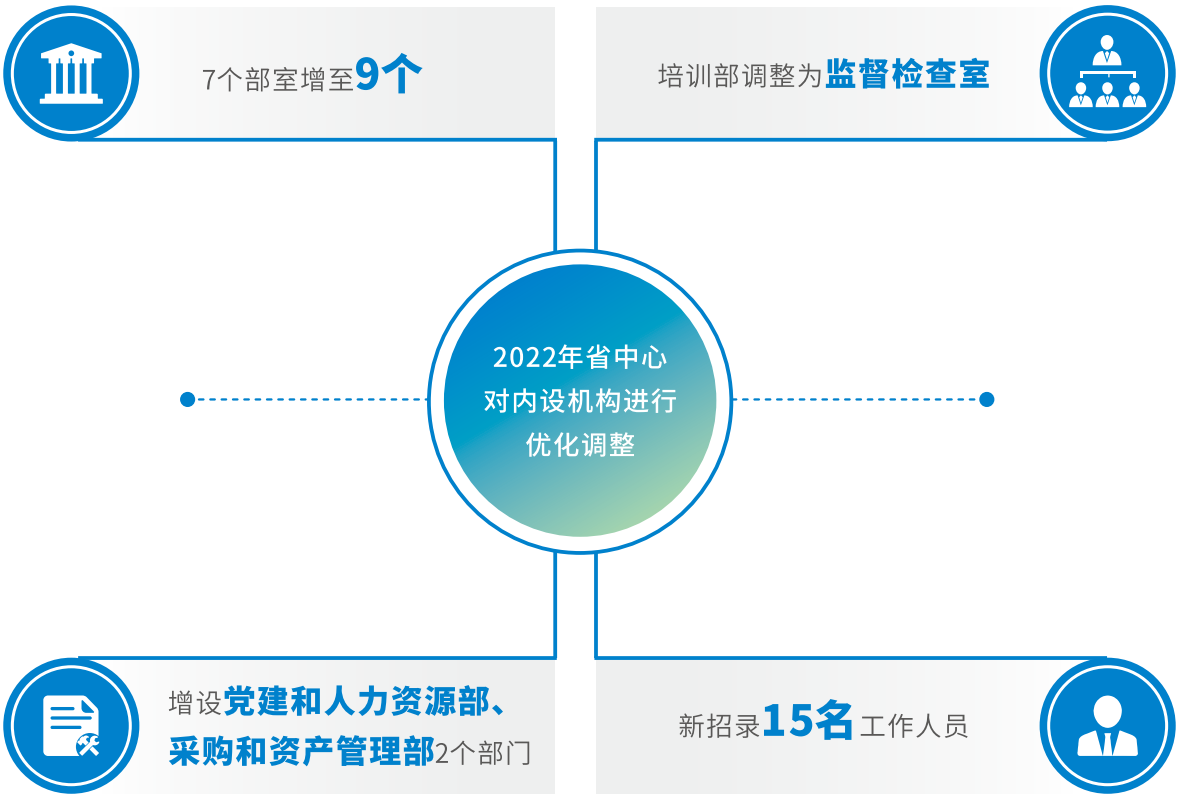 7个部室增至9个
培训部调整为监督检查室
2022年省中心
对内设机构进行
优化调整
增设党建和人力资源部、
采购和资产管理部2个部门
新招录15名工作人员